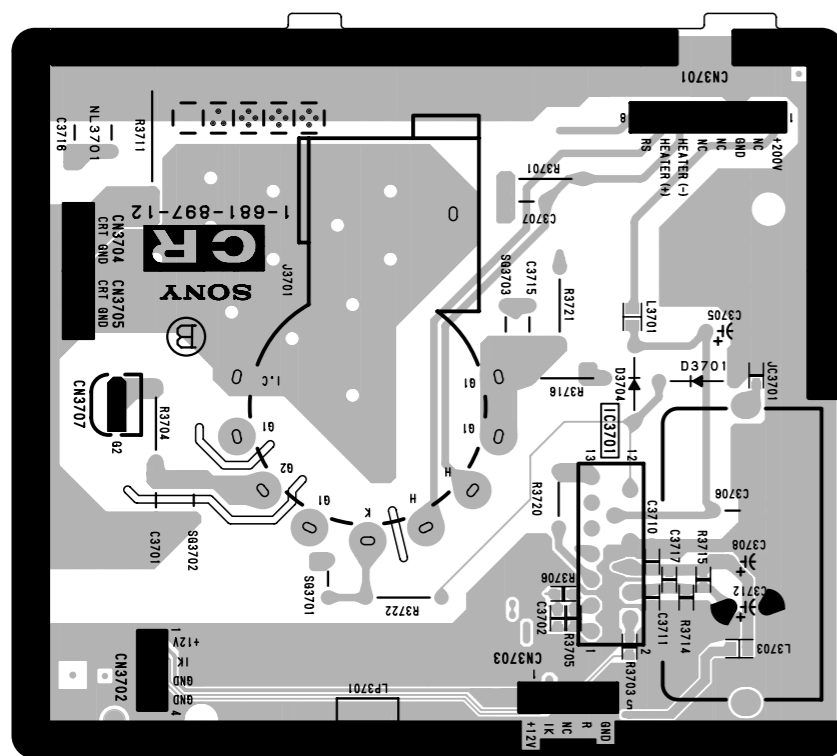 CN3701
C3716
NL3701
R3711
8
1
RS
HEATER (+)
HEATER (-)
NC
NC
GND
NC
+200V
R3701
C3707
1-681-897-12
CR
SONY
J3701
B
CN3704
CRT GND
CN3705
CRT GND
SG3703
C3715
R3721
L3701
C3705
I.C
G1
G1
D3704
D3701
JC3701
CN3707
G2
R3704
G1
G2
G1
K
H
H
R3716
IC3701
13
12
C3701
SG3702
R3720
C3710
C3706
C3717
R3715
C3708
SG3701
R3722
R3706
C3702
R3705
C3712
C3711
R3714
L3703
1
2
R3703
CN3702
1
+12V
IK
GND
GND
4
LP3701
CN3703
1
5
+12V
IK
NC
R
GND